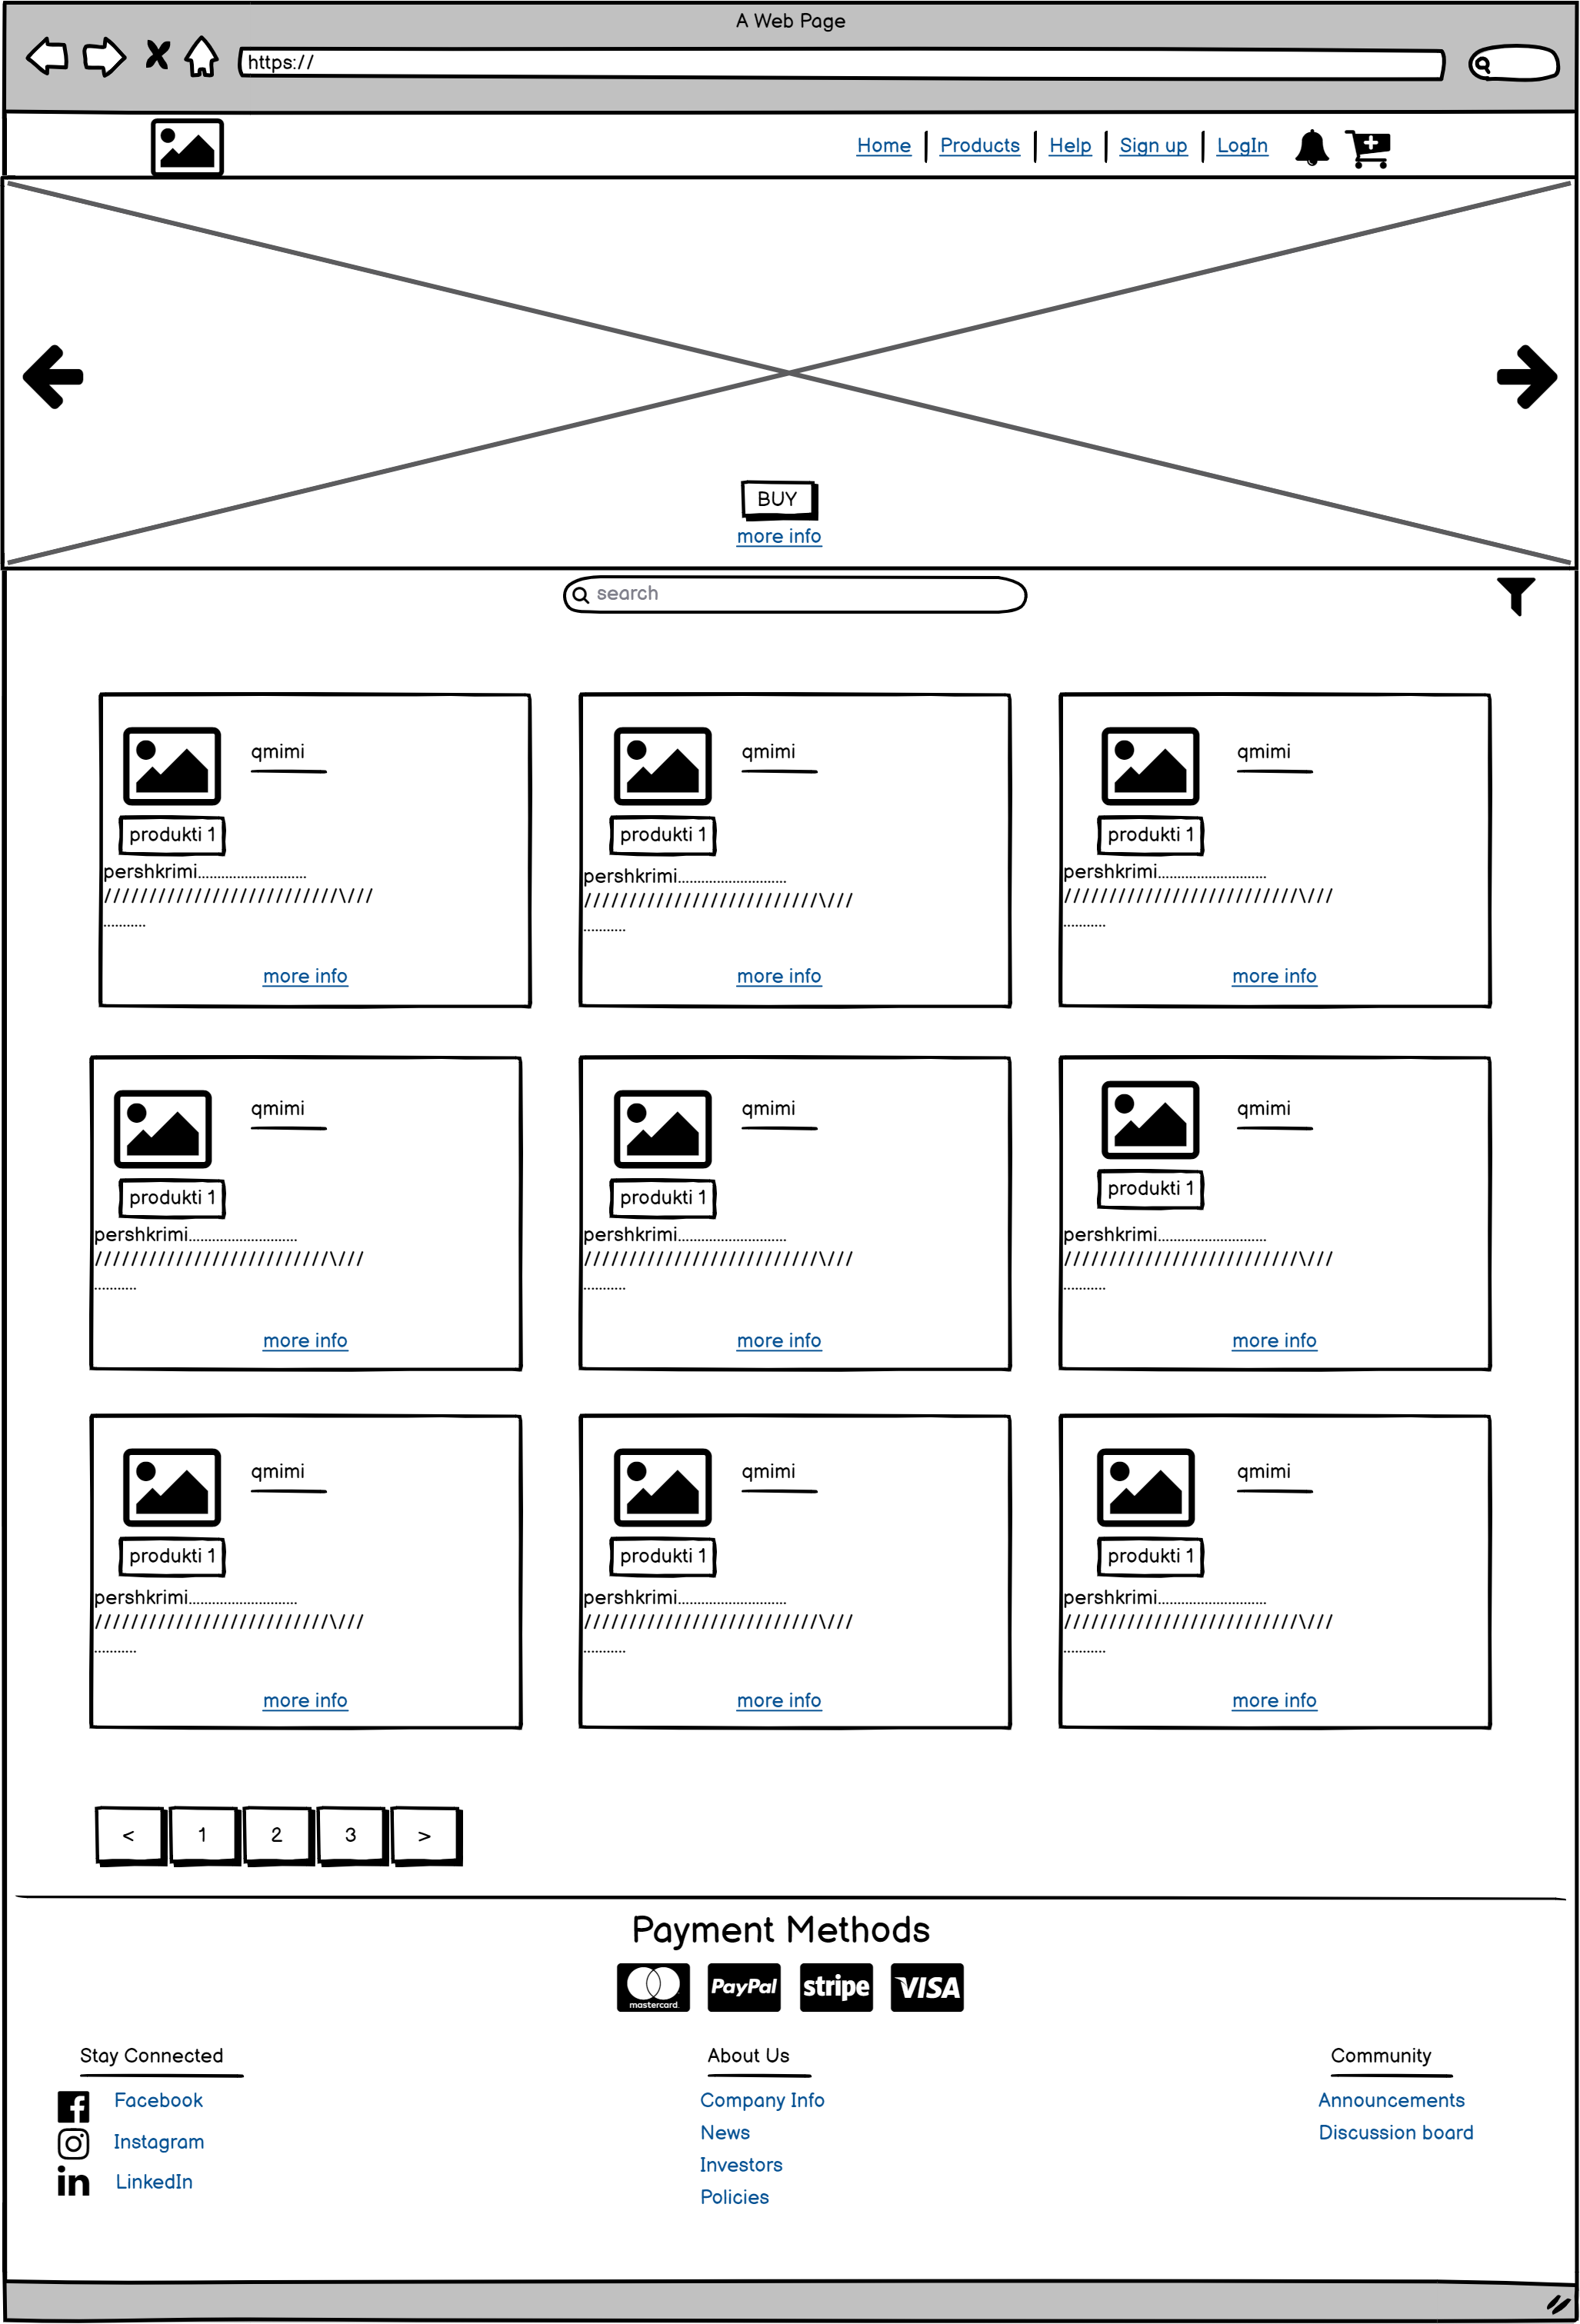 A Web Page
https://
Home Products Help Sign up LogIn
BUY
more info
search
qmimi
produkti 1
pershkrimi...........................
//////////////////////////\///
...........
more info
qmimi
produkti 1
pershkrimi...........................
//////////////////////////\///
...........
more info
qmimi
produkti 1
pershkrimi...........................
//////////////////////////\///
...........
more info
qmimi
produkti 1
pershkrimi...........................
//////////////////////////\///
...........
more info
qmimi
produkti 1
pershkrimi...........................
//////////////////////////\///
...........
more info
qmimi
produkti 1
pershkrimi...........................
//////////////////////////\///
...........
more info
qmimi
produkti 1
pershkrimi...........................
//////////////////////////\///
...........
more info
qmimi
produkti 1
pershkrimi...........................
//////////////////////////\///
...........
more info
qmimi
produkti 1
pershkrimi...........................
//////////////////////////\///
...........
more info
< 1 2 3 >
Payment Methods
mastercard. PayPal stripe VISA
Stay Connected
Facebook
Instagram
LinkedIn
About Us
Company Info
News
Investors
Policies
Community
Announcements
Discussion board